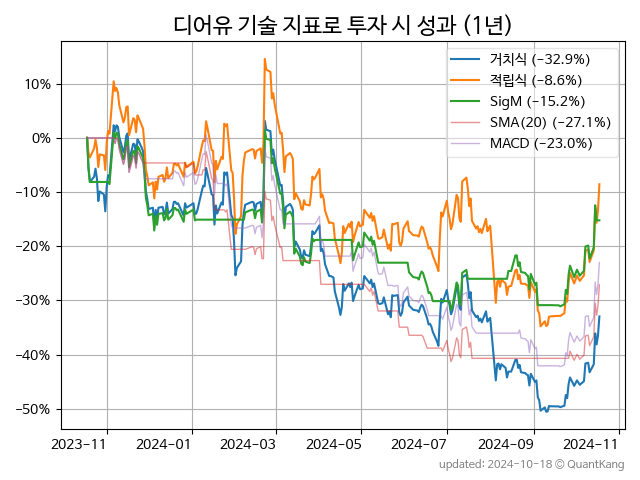 디어유 기술 지표로 투자 시 성과 (1년)
거치식 (−32.9%)
적립식 (−8.6%)
SigM (−15.2%)
SMA(20) (−27.1%)
MACD (−23.0%)
10%
0%
−10%
−20%
−30%
−40%
−50%
2023-11
2024-01
2024-03
2024-05
2024-07
2024-09
2024-11
updated: 2024-10-18 © QuantKang